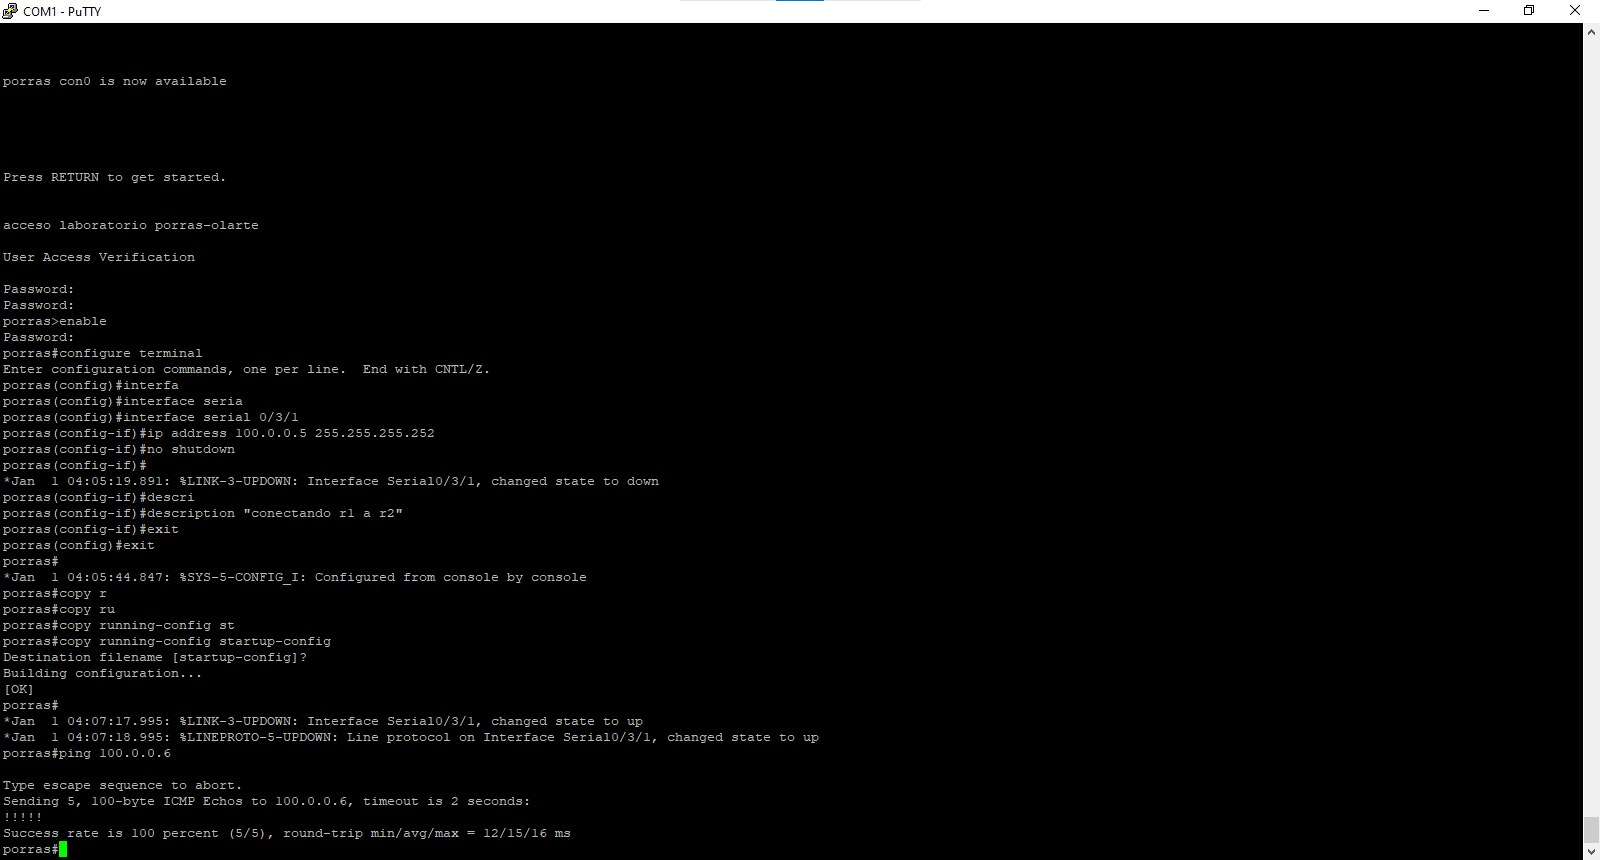 COM1 - PuTTY
porras con0 is now available
Press RETURN to get started.
acceso laboratorio porras-olarte
User Access Verification
Password:
Password:
porras>enable
Password:
porras#configure terminal
Enter configuration commands, one per line.  End with CNTL/Z.
porras(config)#interfa
porras(config)#interface seria
porras(config)#interface serial 0/3/1
porras(config-if)#ip address 100.0.0.5 255.255.255.252
porras(config-if)#no shutdown
porras(config-if)#
*Jan  1 04:05:19.891: %LINK-3-UPDOWN: Interface Serial0/3/1, changed state to down
porras(config-if)#descri
porras(config-if)#description "conectando r1 a r2"
porras(config-if)#exit
porras(config)#exit
porras#
*Jan  1 04:05:44.847: %SYS-5-CONFIG_I: Configured from console by console
porras#copy r
porras#copy ru
porras#copy running-config st
porras#copy running-config startup-config
Destination filename [startup-config]?
Building configuration...
[OK]
porras#
*Jan  1 04:07:17.995: %LINK-3-UPDOWN: Interface Serial0/3/1, changed state to up
*Jan  1 04:07:18.995: %LINEPROTO-5-UPDOWN: Line protocol on Interface Serial0/3/1, changed state to up
porras#ping 100.0.0.6
Type escape sequence to abort.
Sending 5, 100-byte ICMP Echos to 100.0.0.6, timeout is 2 seconds:
!!!!!
Success rate is 100 percent (5/5), round-trip min/avg/max = 12/15/16 ms
porras#